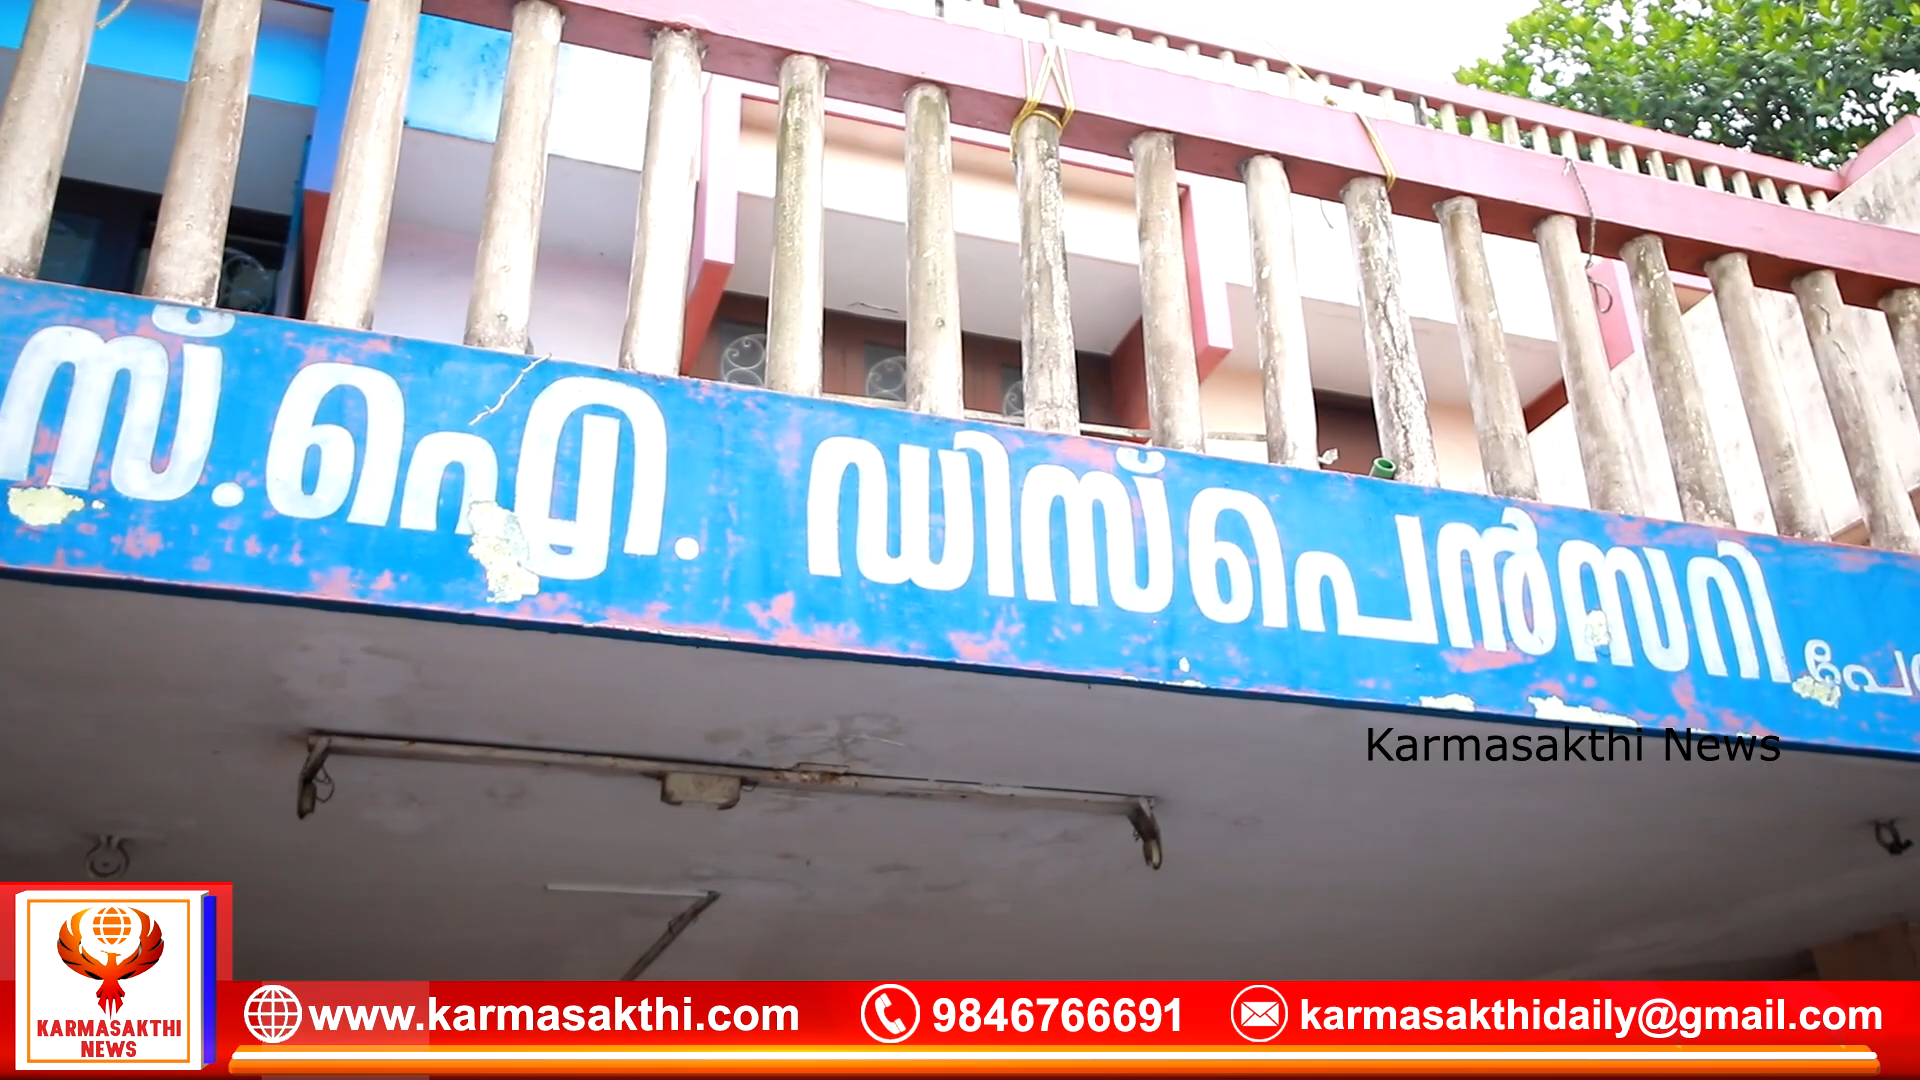 സ്.ഐ. ഡിസ്പെൻസറി
Karmasakthi News
KARMASAKTHI
NEWS
www.karmasakthi.com
9846766691
karmasakthidaily@gmail.com